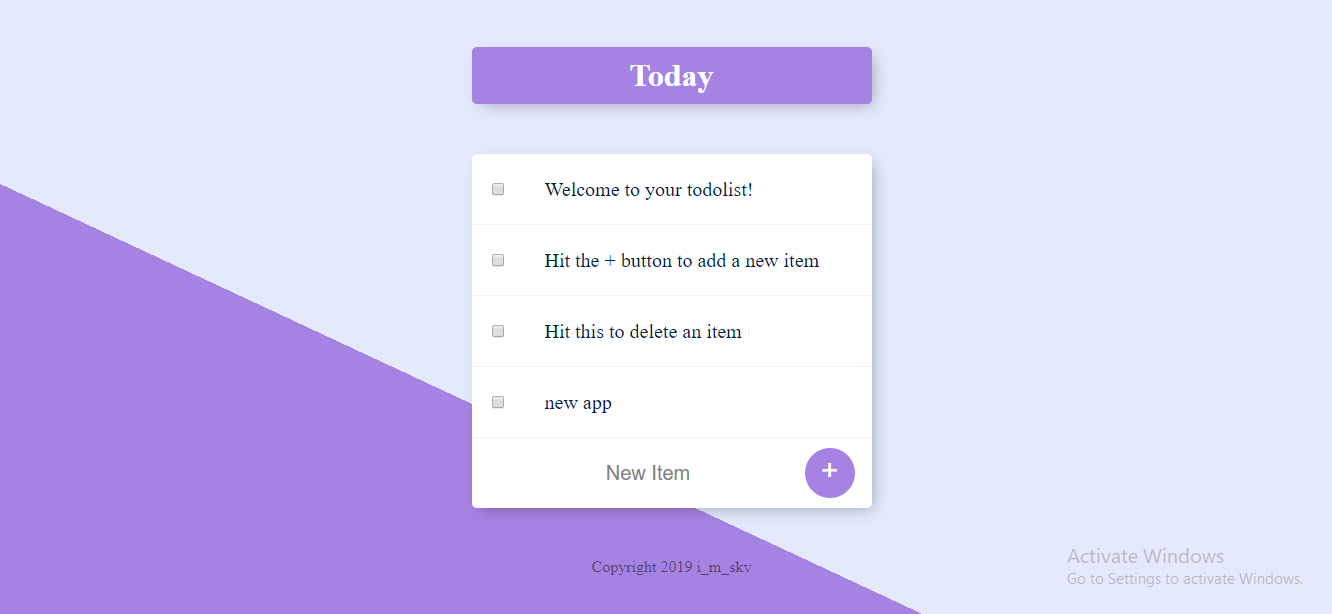 Today
Welcome to your todolist!
Hit the + button to add a new item
Hit this to delete an item
new app
New Item
+
Copyright 2019 i_m_skv
Activate Windows
Go to Settings to activate Windows.